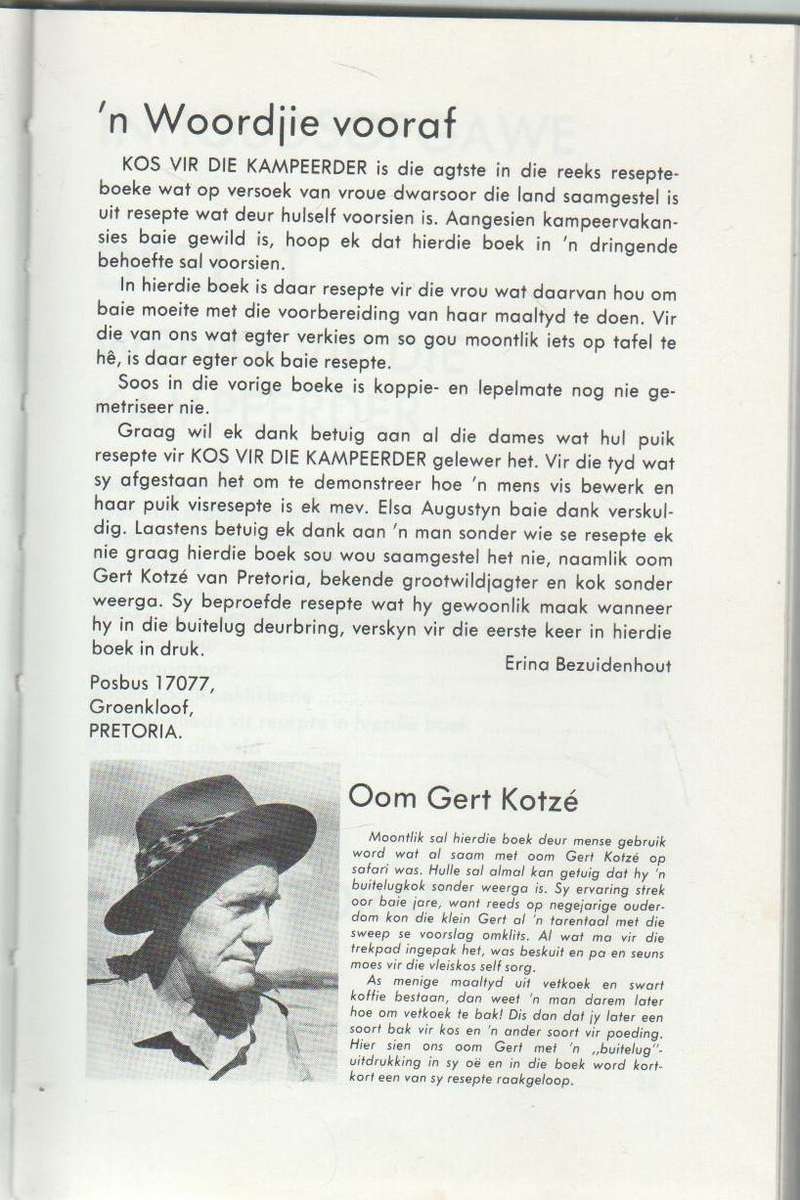 'n Woordjie vooraf
KOS VIR DIE KAMPEERDER is die agtste in die reeks resepte-
boeke wat op versoek van vroue dwarsoor die land saamgestel is
uit resepte wat deur hulself voorsien is. Aangesien kampeervakan-
sies baie gewild is, hoop ek dat hierdie boek in 'n dringende
behoefte sal voorsien.
In hierdie boek is daar resepte vir die vrou wat daarvan hou om
baie moeite met die voorbereiding van haar maaltyd te doen. Vir
die van ons wat egter verkies om so gou moontlik iets op tafel te
hê, is daar egter ook baie resepte.
Soos in die vorige boeke is koppie- en lepelmate nog nie ge-
metriseer nie.
Graag wil ek dank betuig aan al die dames wat hul puik
resepte vir KOS VIR DIE KAMPEERDER gelewer het. Vir die tyd wat
sy afgestaan het om te demonstreer hoe 'n mens vis bewerk en
haar puik visresepte is ek mev. Elsa Augustyn baie dank verskul-
dig. Laastens betuig ek dank aan 'n man sonder wie se resepte ek
nie graag hierdie boek sou wou saamgestel het nie, naamlik oom
Gert Kotzé van Pretoria, bekende grootwildjagter en kok sonder
weerga. Sy beproefde resepte wat hy gewoonlik maak wanneer
hy in die buitelug deurbring, verskyn vir die eerste keer in hierdie
boek in druk.
Erina Bezuidenhout
Posbus 17077,
Groenkloof,
PRETORIA.
Oom Gert Kotzé
Moontlik sal hierdie boek deur mense gebruik
word wat al saam met oom Gert Kotzé op
safari was. Hulle sal almal kan getuig dat hy 'n
buitelugkok sonder weerga is. Sy ervaring strek
oor baie jare, want reeds op negejarige ouder-
dom kon die klein Gert al 'n tarentaal met die
sweep se voorslag omklits. Al wat ma vir die
trekpad ingepak het, was beskuit en pa en seuns
moes vir die vleiskos self sorg.
As menige maaltyd uit vetkoek en swart
koffie bestaan, dan weet 'n man darem later
hoe om vetkoek te bak! Dis dan dat jy later een
soort bak vir kos en 'n ander soort vir poeding.
Hier sien ons oom Gert met 'n „buitelug"-
uitdrukking in sy oë en in die boek word kort-
kort een van sy resepte raakgeloop.